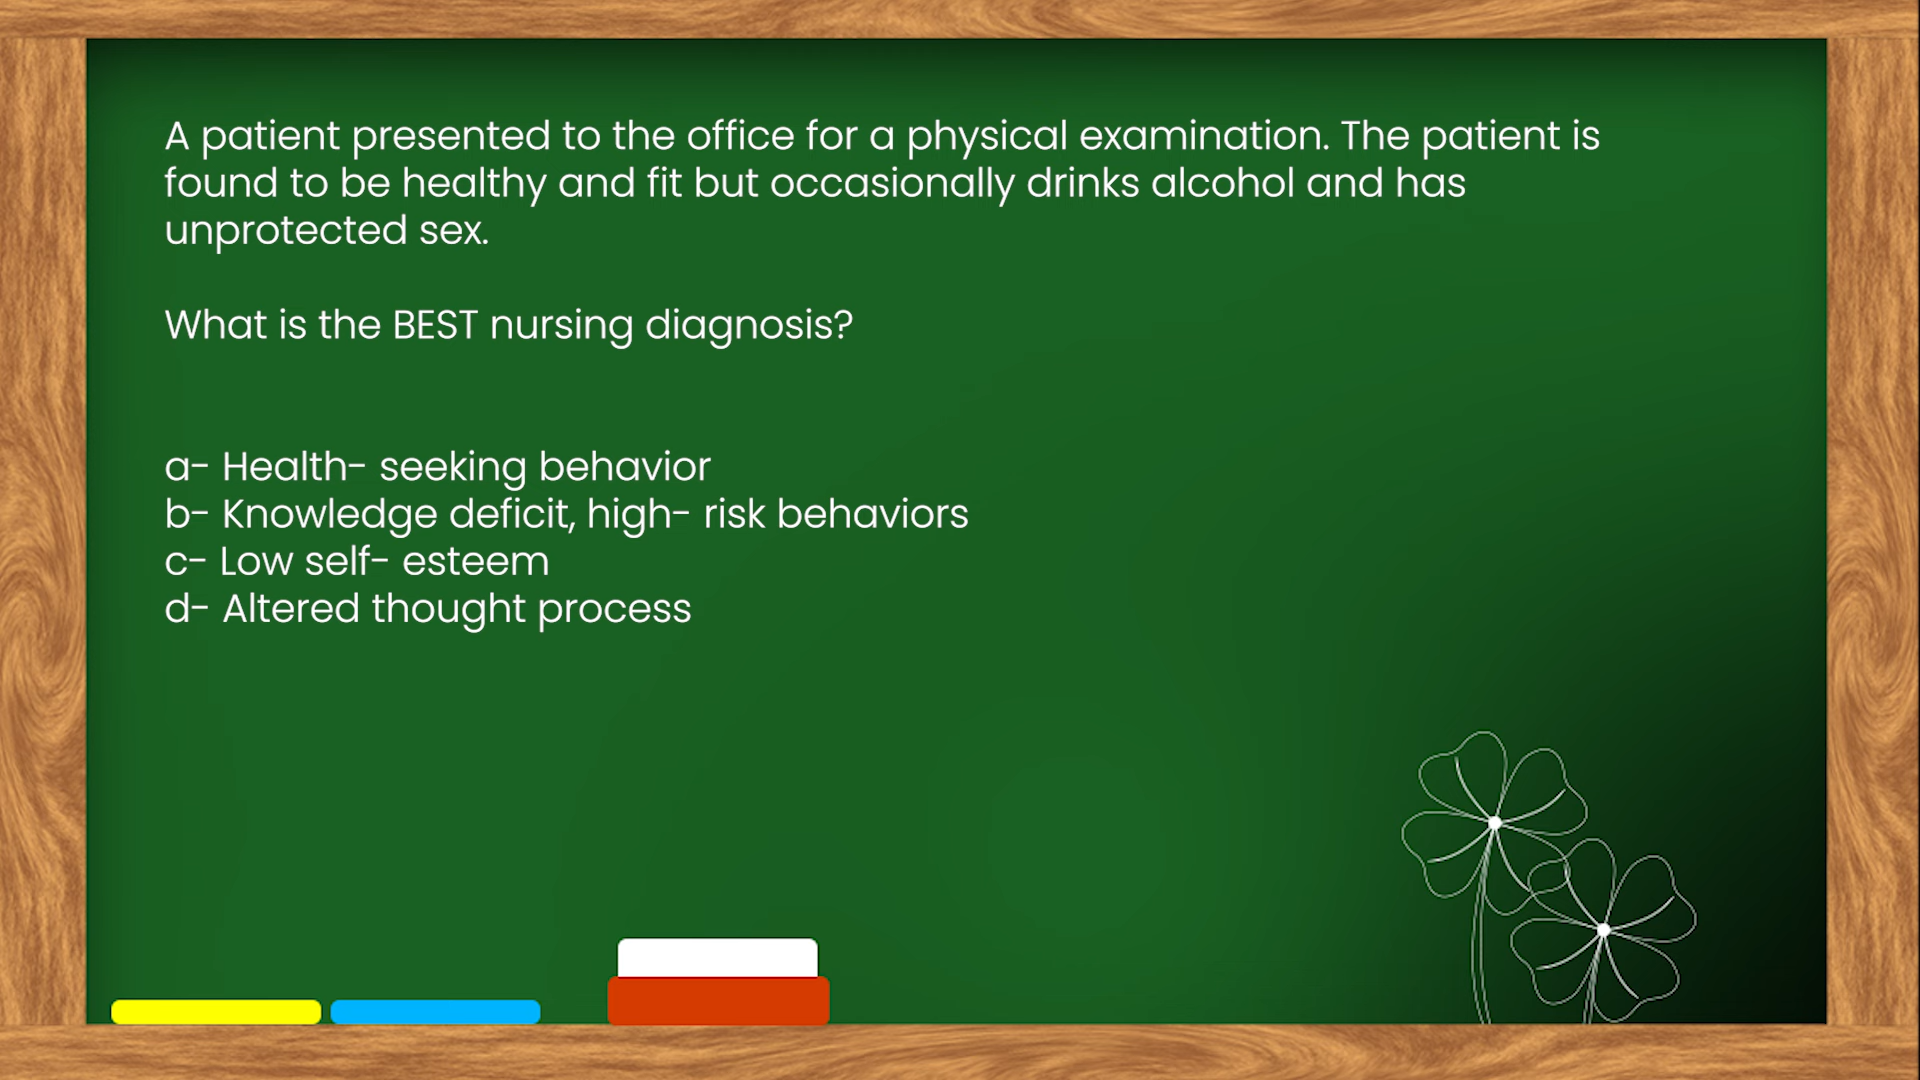 A patient presented to the office for a physical examination. The patient is
found to be healthy and fit but occasionally drinks alcohol and has
unprotected sex.
What is the BEST nursing diagnosis?
a- Health- seeking behavior
b- Knowledge deficit, high- risk behaviors
c- Low self- esteem
d- Altered thought process